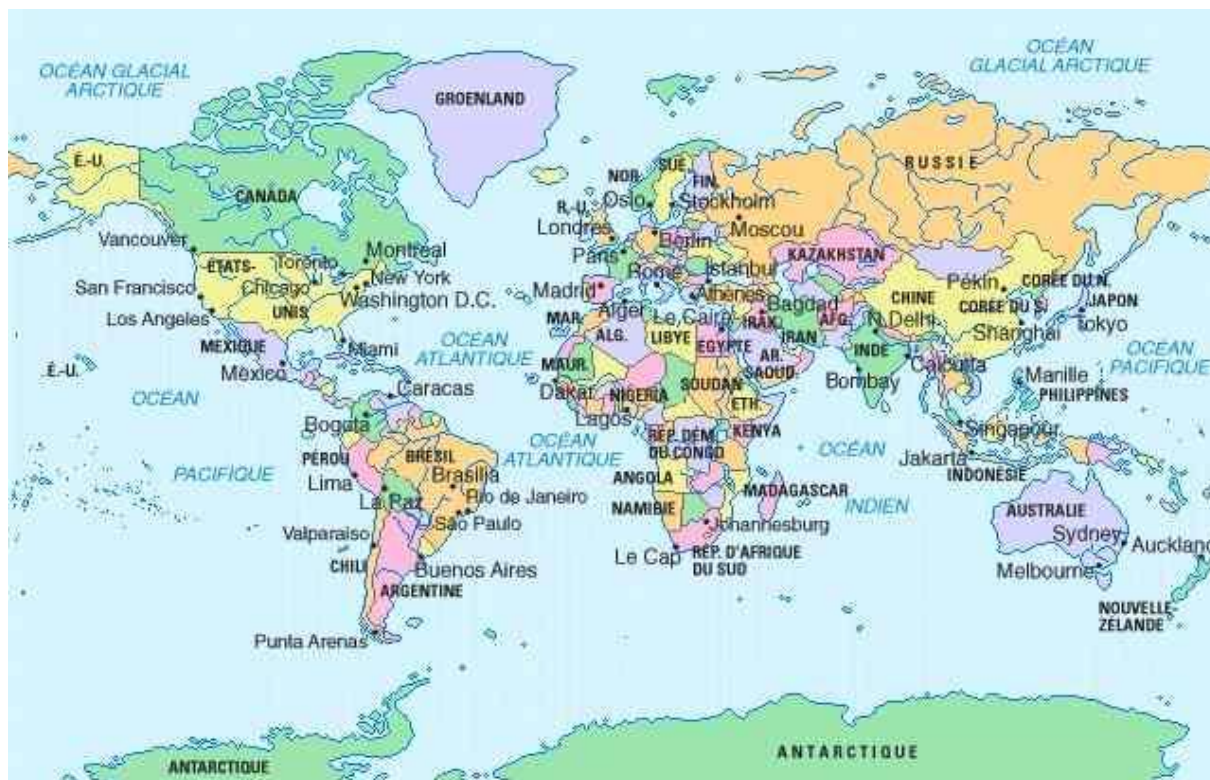 OCÉAN GLACIAL
ARCTIQUE
OCÉAN
GLACIAL ARCTIQUE
GROENLAND
É.-U.
CANADA
NOR.
SUÈ.
FIN.
RUSSIE
Oslo
Stockholm
R.-U.
Londres
Berlin
Moscou
Vancouver
Montréal
Paris
KAZAKHSTAN
ÉTATS-
UNIS
Toronto
New York
Chicago
Washington D.C.
Rome
Istanbul
Pékin
CORÉE DU N.
San Francisco
Madrid
Athènes
Bagdad
CHINE
CORÉE DU S.
JAPON
Los Angeles
Alger
Le Caire
IRAK
IRAN
AFG.
N.Delhi
Shanghai
Tokyo
MAR.
ALG.
LIBYE
EGYPTE
MEXIQUE
Miami
OCÉAN
ATLANTIQUE
AR.
SAOUD.
INDE
Calcutta
OCÉAN
PACIFIQUE
É.-U.
México
MAUR.
Bombay
Manille
PHILIPPINES
OCÉAN
PACIFIQUE
Caracas
Dakar
NIGERIA
SOUDAN
ETH.
Bogota
Lagos
Singapour
RÉP. DÉM.
DU CONGO
KENYA
OCÉAN
INDIEN
Jakarta
INDONÉSIE
PÉROU
BRÉSIL
OCÉAN
ATLANTIQUE
Lima
Brasilia
ANGOLA
La Paz
Rio de Janeiro
MADAGASCAR
São Paulo
NAMIBIE
Johannesburg
AUSTRALIE
Valparaiso
Sydney
Auckland
Le Cap
RÉP. D'AFRIQUE
DU SUD
Melbourne
CHILI
Buenos Aires
ARGENTINE
NOUVELLE-
ZÉLANDE
Punta Arenas
ANTARCTIQUE
ANTARCTIQUE